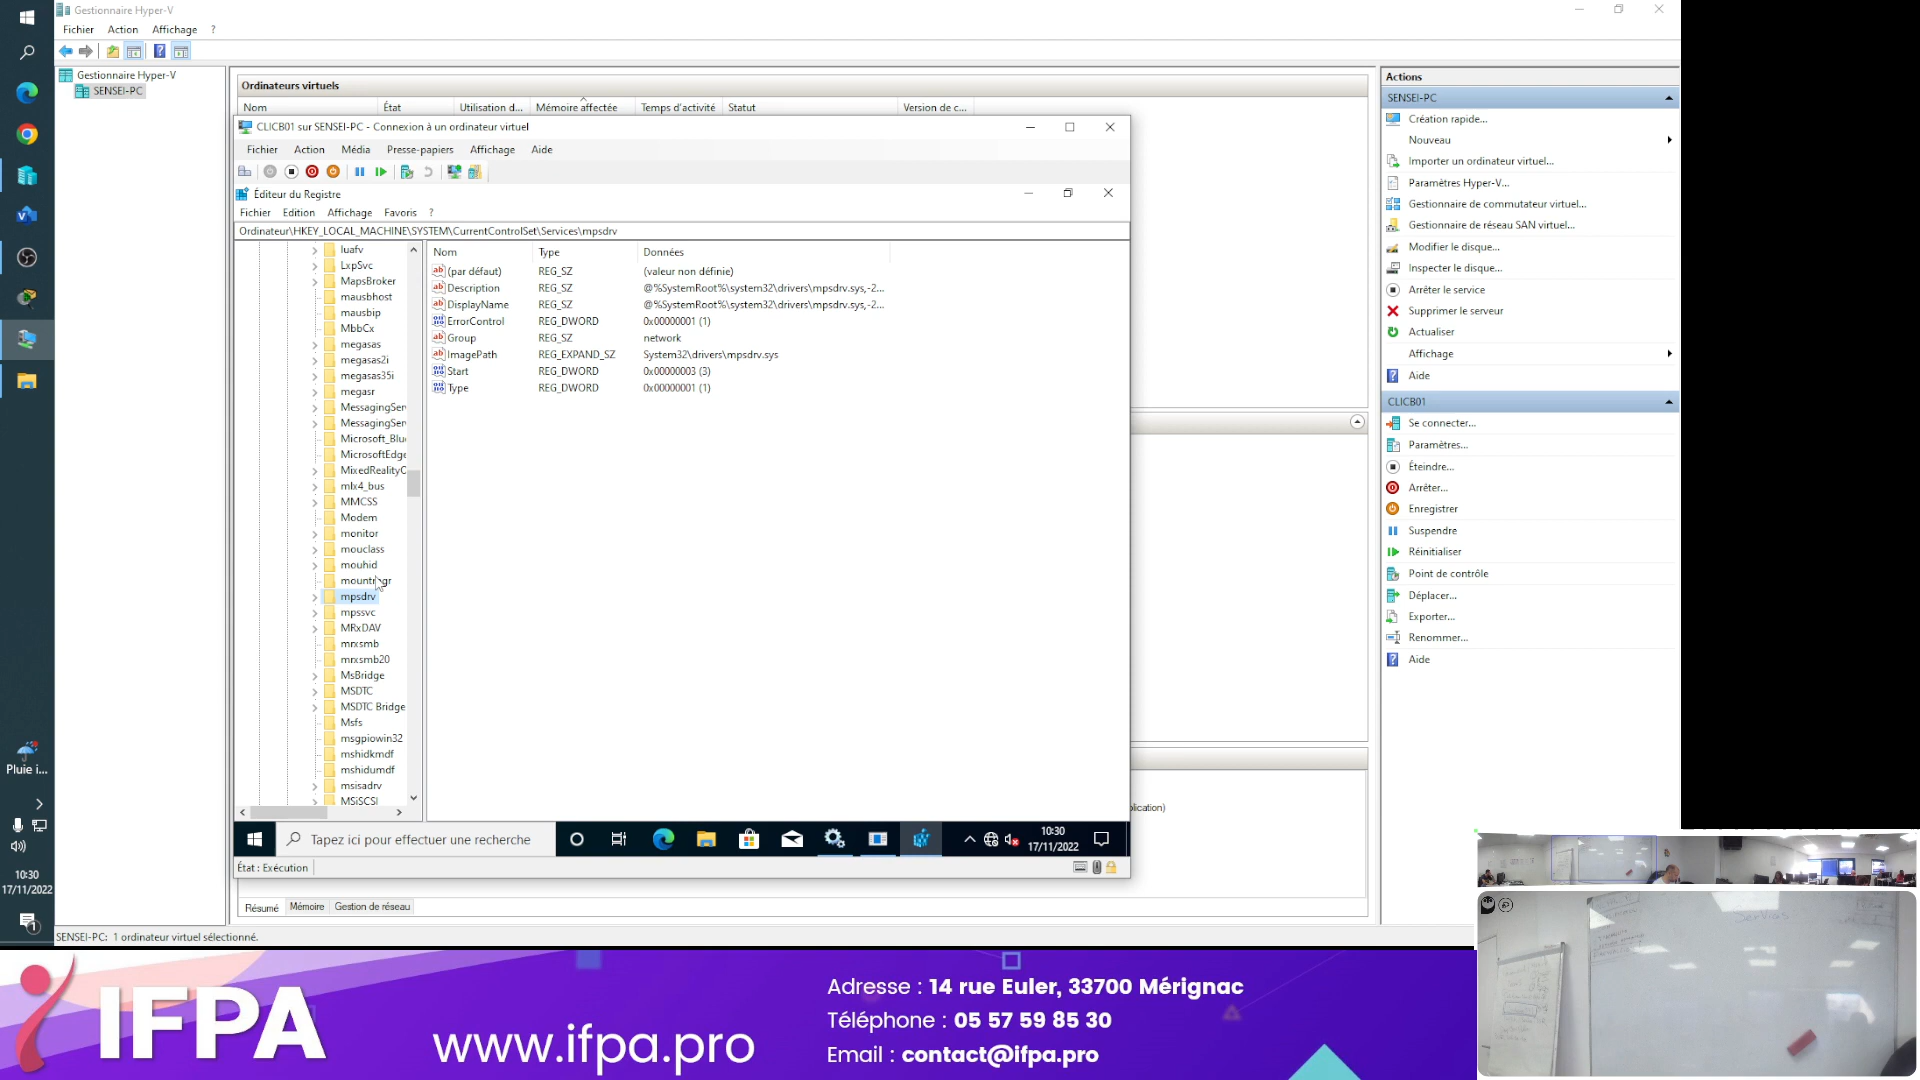 Gestionnaire Hyper-V
Fichier Action Affichage ?
Gestionnaire Hyper-V
SENSEI-PC
Ordinateurs virtuels
Nom État Utilisation d... Mémoire affectée Temps d'activité Statut Version de c...
CLICB01 sur SENSEI-PC - Connexion à un ordinateur virtuel
Fichier Action Média Presse-papiers Affichage Aide
Éditeur du Registre
Fichier Edition Affichage Favoris ?
Ordinateur\HKEY_LOCAL_MACHINE\SYSTEM\CurrentControlSet\Services\mpsdrv
luafv
LxpSvc
MapsBroker
mausbhost
mausbip
MbbCx
megasas
megasas2i
megasas35i
megasr
MessagingSer
MessagingSer
Microsoft_Blu
MicrosoftEdge
MixedRealityO
mlx4_bus
MMCSS
Modem
monitor
mouclass
mouhid
mountmgr
mpsdrv
mpssvc
MRxDAV
mrxsmb
mrxsmb20
MsBridge
MSDTC
MSDTC Bridge
Msfs
msgpiowin32
mshidkmdf
mshidumdf
msisadrv
MSiSCSI
Nom Type Données
(par défaut) REG_SZ (valeur non définie)
Description REG_SZ @%SystemRoot%\system32\drivers\mpsdrv.sys,-2...
DisplayName REG_SZ @%SystemRoot%\system32\drivers\mpsdrv.sys,-2...
ErrorControl REG_DWORD 0x00000001 (1)
Group REG_SZ network
ImagePath REG_EXPAND_SZ System32\drivers\mpsdrv.sys
Start REG_DWORD 0x00000003 (3)
Type REG_DWORD 0x00000001 (1)
plication)
Tapez ici pour effectuer une recherche
10:30
17/11/2022
État : Exécution
Résumé Mémoire Gestion de réseau
SENSEI-PC: 1 ordinateur virtuel sélectionné.
Actions
SENSEI-PC
Création rapide...
Nouveau
Importer un ordinateur virtuel...
Paramètres Hyper-V...
Gestionnaire de commutateur virtuel...
Gestionnaire de réseau SAN virtuel...
Modifier le disque...
Inspecter le disque...
Arrêter le service
Supprimer le serveur
Actualiser
Affichage
Aide
CLICB01
Se connecter...
Paramètres...
Éteindre...
Arrêter...
Enregistrer
Suspendre
Réinitialiser
Point de contrôle
Déplacer...
Exporter...
Renommer...
Aide
Pluie i...
10:30
17/11/2022
1
IFPA
www.ifpa.pro
Adresse : 14 rue Euler, 33700 Mérignac
Téléphone : 05 57 59 85 30
Email : contact@ifpa.pro